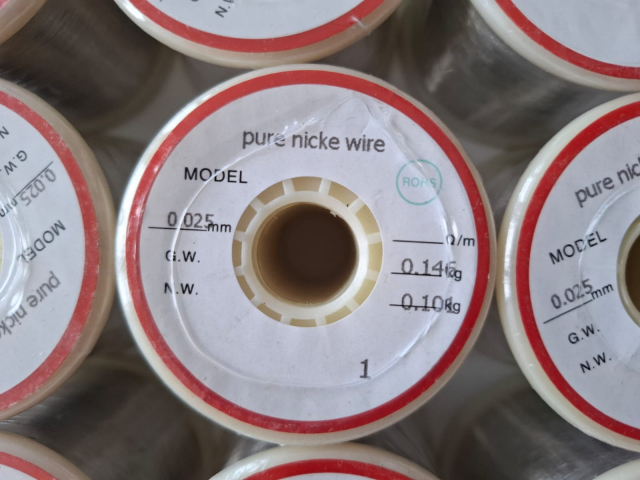 pure nicke wire
MODEL
ROHS
0.025mm
Ω/m
G.W.
0.146kg
N.W.
0.106kg
1
N
G.W.
0.025mm
MODEL
pure nicke
pure nic
MODEL
0.025mm
G.W.
N.W.